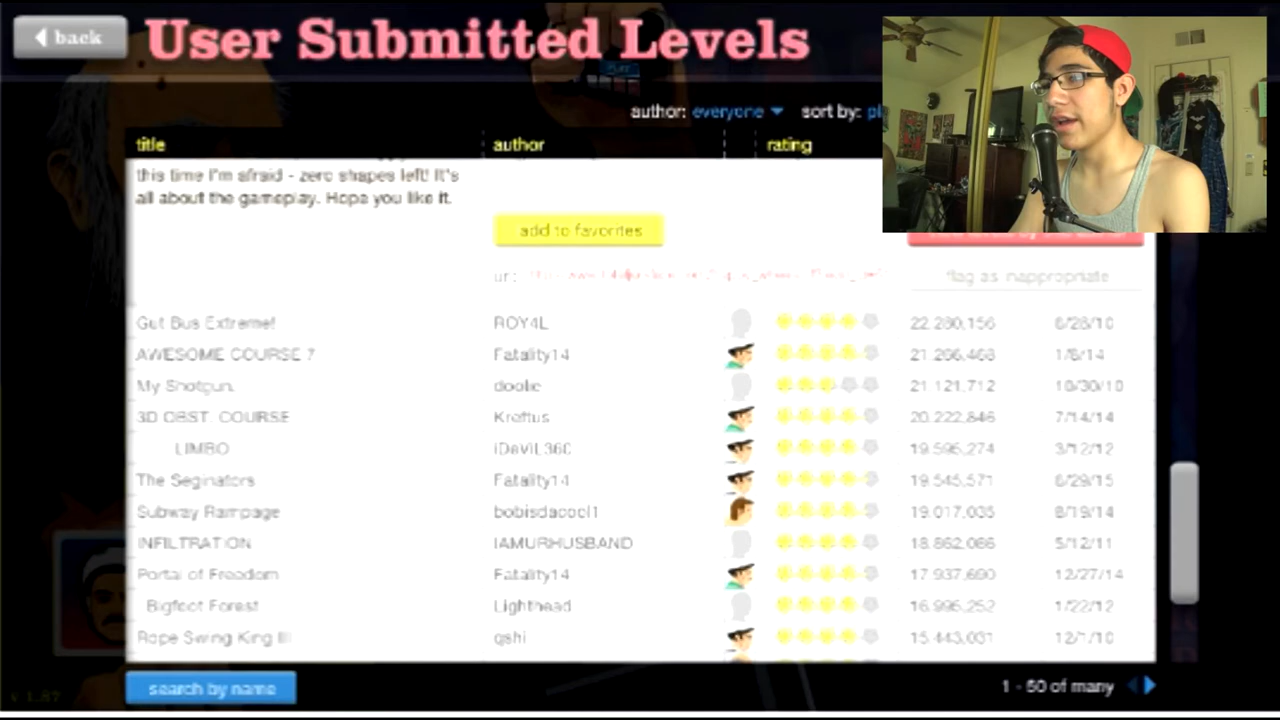 back
User Submitted Levels
author: everyone sort by:
title author rating
this time I'm afraid - zero shapes left! It's
all about the gameplay. Hope you like it.
add to favorites
flag as inappropriate
Gut Bus Extreme! ROY4L 22,280,156 6/28/10
AWESOME COURSE 7 Fatality14 21,266,468 1/8/14
My Shotgun. doolie 21,121,712 10/30/10
3D OBST. COURSE Kreftus 20,222,846 7/14/14
LIMBO iDeViL360 19,595,274 3/12/12
The Seginators Fatality14 19,545,571 6/29/15
Subway Rampage bobisdacool1 19,017,035 8/19/14
INFILTRATION IAMURHUSBAND 18,862,066 5/12/11
Portal of Freedom Fatality14 17,937,690 12/27/14
Bigfoot Forest Lighthead 16,995,252 1/22/12
Rope Swing King III qshi 15,443,031 12/1/10
search by name 1 - 50 of many
v 1.87